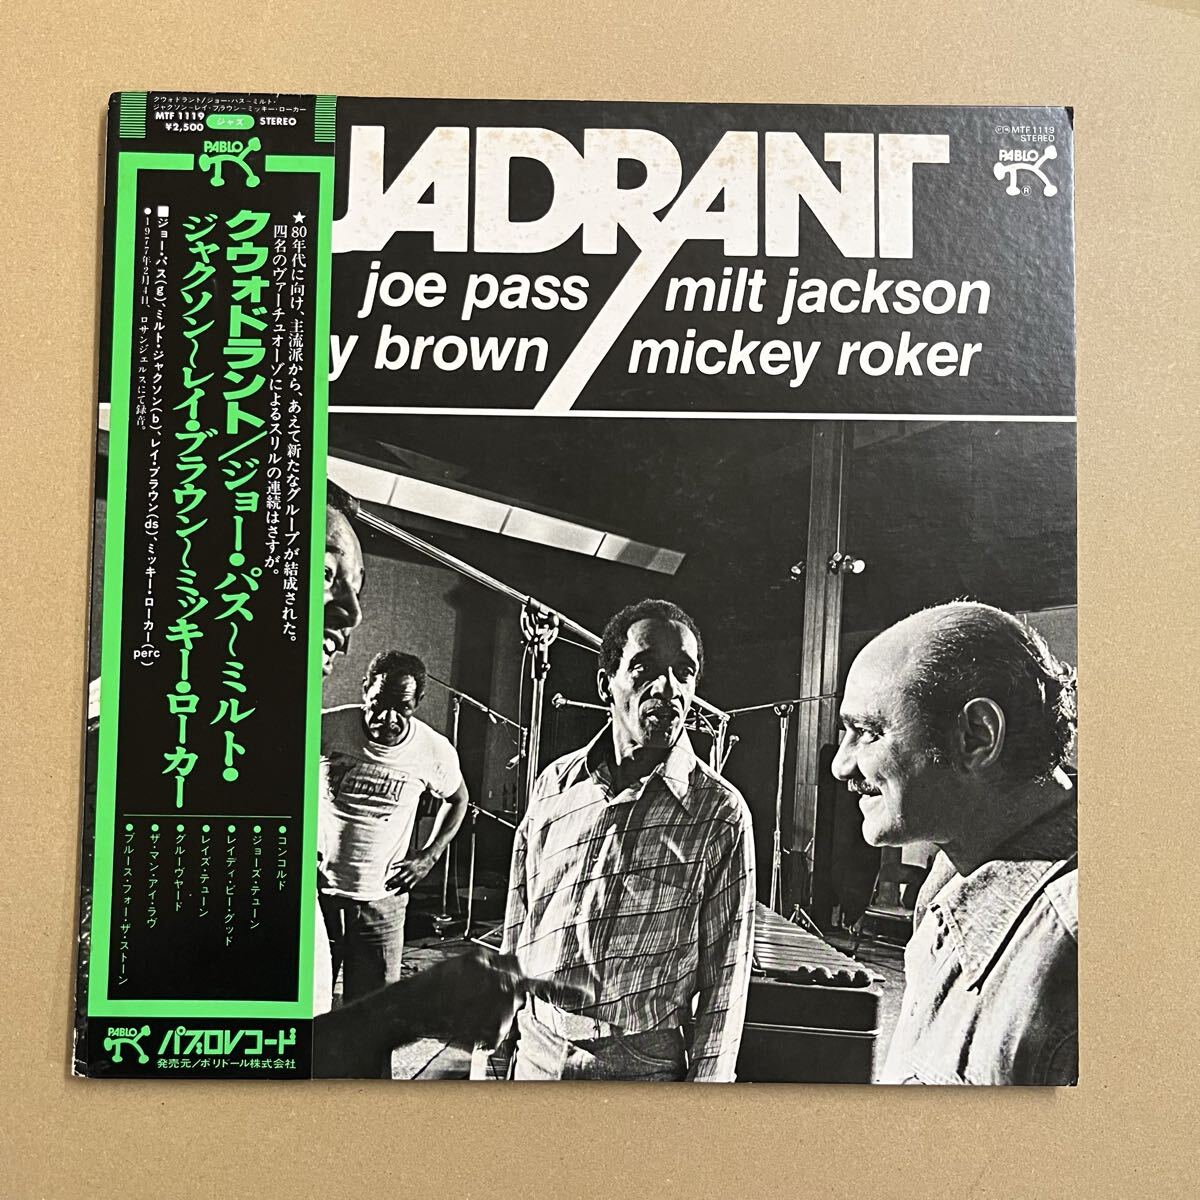 クウォドラント/ジョー・パス〜ミルト・
ジャクソン〜レイ・ブラウン〜ミッキー・ローカー
MTF 1119
¥2,500
ジャズ
STEREO
PABLO
★80年代に向け、主流派から、あえて新たなグループが結成された。
四名のヴァーチュオーゾによるスリルの連続はさすが。
クウォドラント/ジョー・パス〜ミルト・
ジャクソン〜レイ・ブラウン〜ミッキー・ローカー
■ジョー・パス(g)、ミルト・ジャクソン(b)、レイ・ブラウン(ds)、ミッキー・ローカー(perc)
●1977年2月4日、ロサンジェルスにて録音。
●コンコルド
●ジョーズ・テューン
●レイディ・ビー・グッド
●レイズ・テューン
●グルーヴヤード
●ザ・マン・アイ・ラヴ
●ブルース・フォー・ザ・ストーン
PABLO
パブロレコード
発売元/ポリドール株式会社
UADRANT
joe pass / milt jackson
y brown / mickey roker
MTF 1119
STEREO
PABLO
®